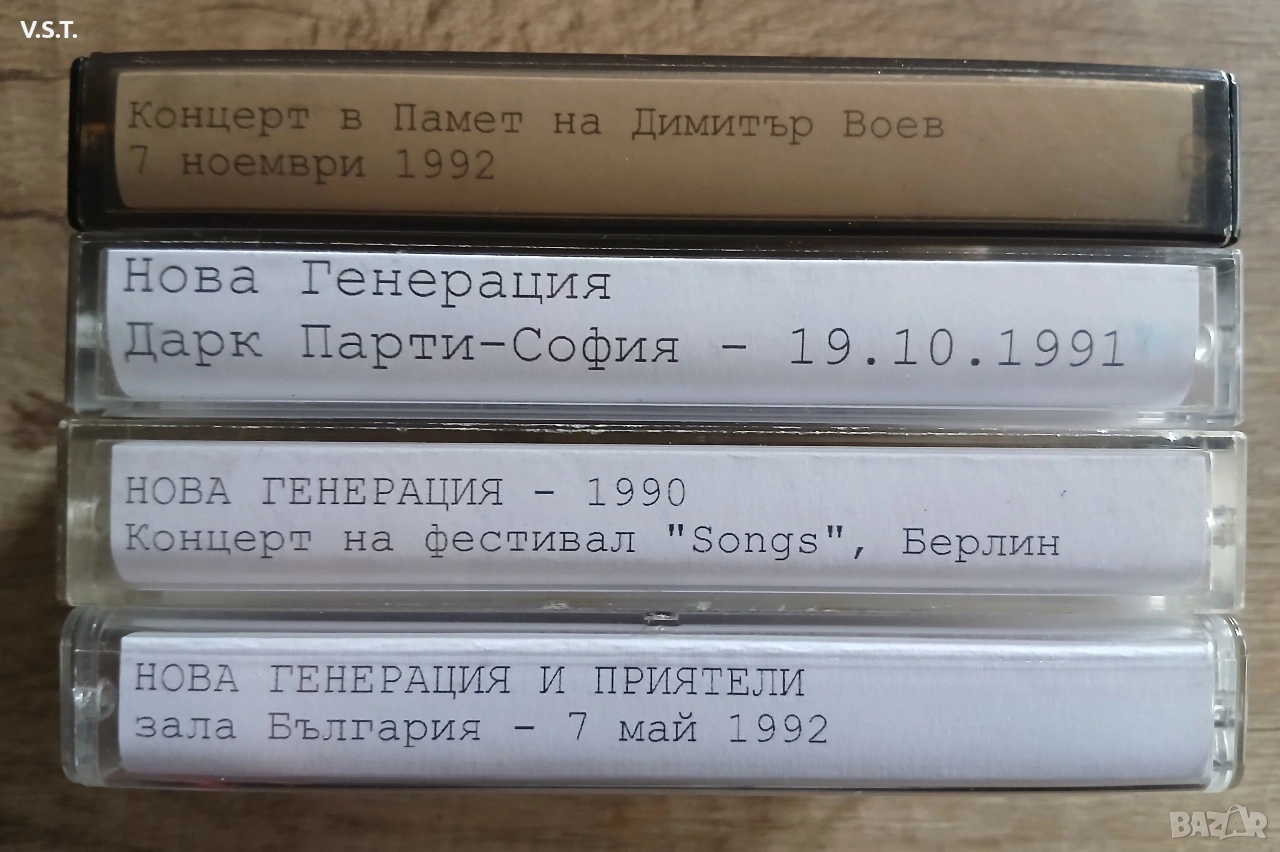 V.S.T.
Концерт в Памет на Димитър Воев
7 ноември 1992
Нова Генерация
Дарк Парти-София - 19.10.1991
НОВА ГЕНЕРАЦИЯ - 1990
Концерт на фестивал "Songs", Берлин
НОВА ГЕНЕРАЦИЯ И ПРИЯТЕЛИ
зала България - 7 май 1992
BAZAR